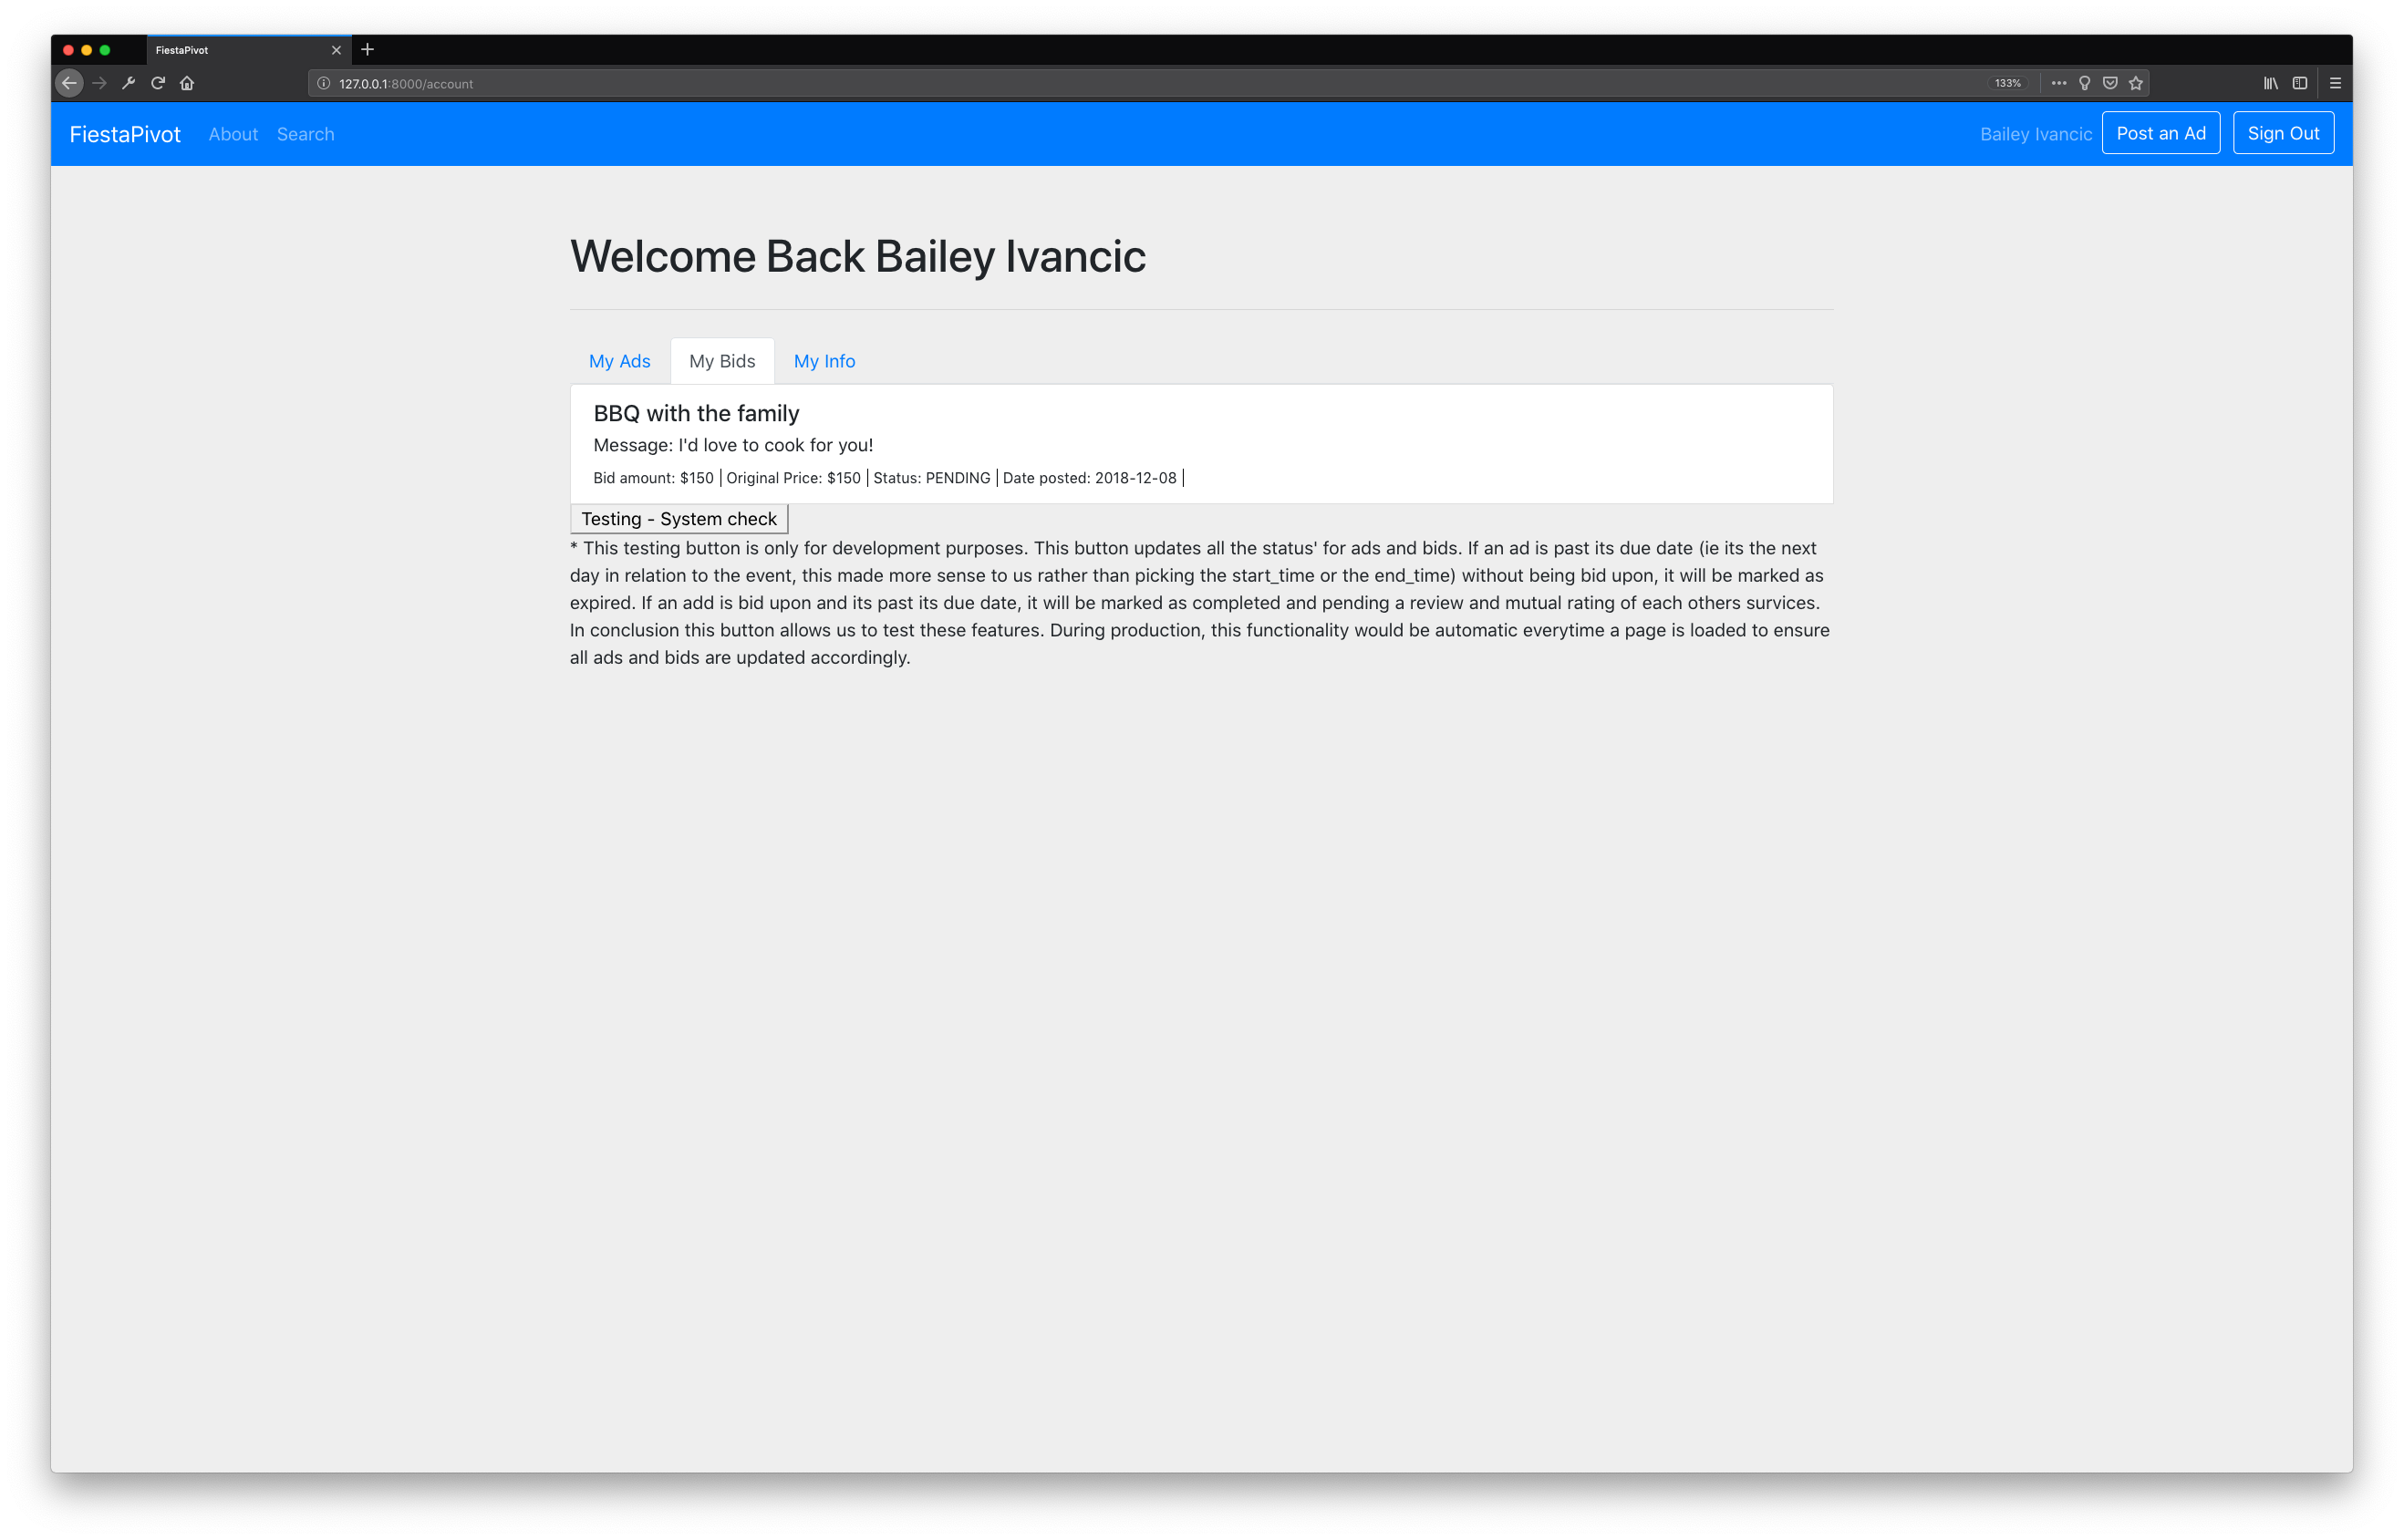 FiestaPivot
127.0.0.1:8000/account
133%
FiestaPivot About Search Bailey Ivancic Post an Ad Sign Out
Welcome Back Bailey Ivancic
My Ads My Bids My Info
BBQ with the family
Message: I'd love to cook for you!
Bid amount: $150 | Original Price: $150 | Status: PENDING | Date posted: 2018-12-08 |
Testing - System check
* This testing button is only for development purposes. This button updates all the status' for ads and bids. If an ad is past its due date (ie its the next
day in relation to the event, this made more sense to us rather than picking the start_time or the end_time) without being bid upon, it will be marked as
expired. If an add is bid upon and its past its due date, it will be marked as completed and pending a review and mutual rating of each others survices.
In conclusion this button allows us to test these features. During production, this functionality would be automatic everytime a page is loaded to ensure
all ads and bids are updated accordingly.